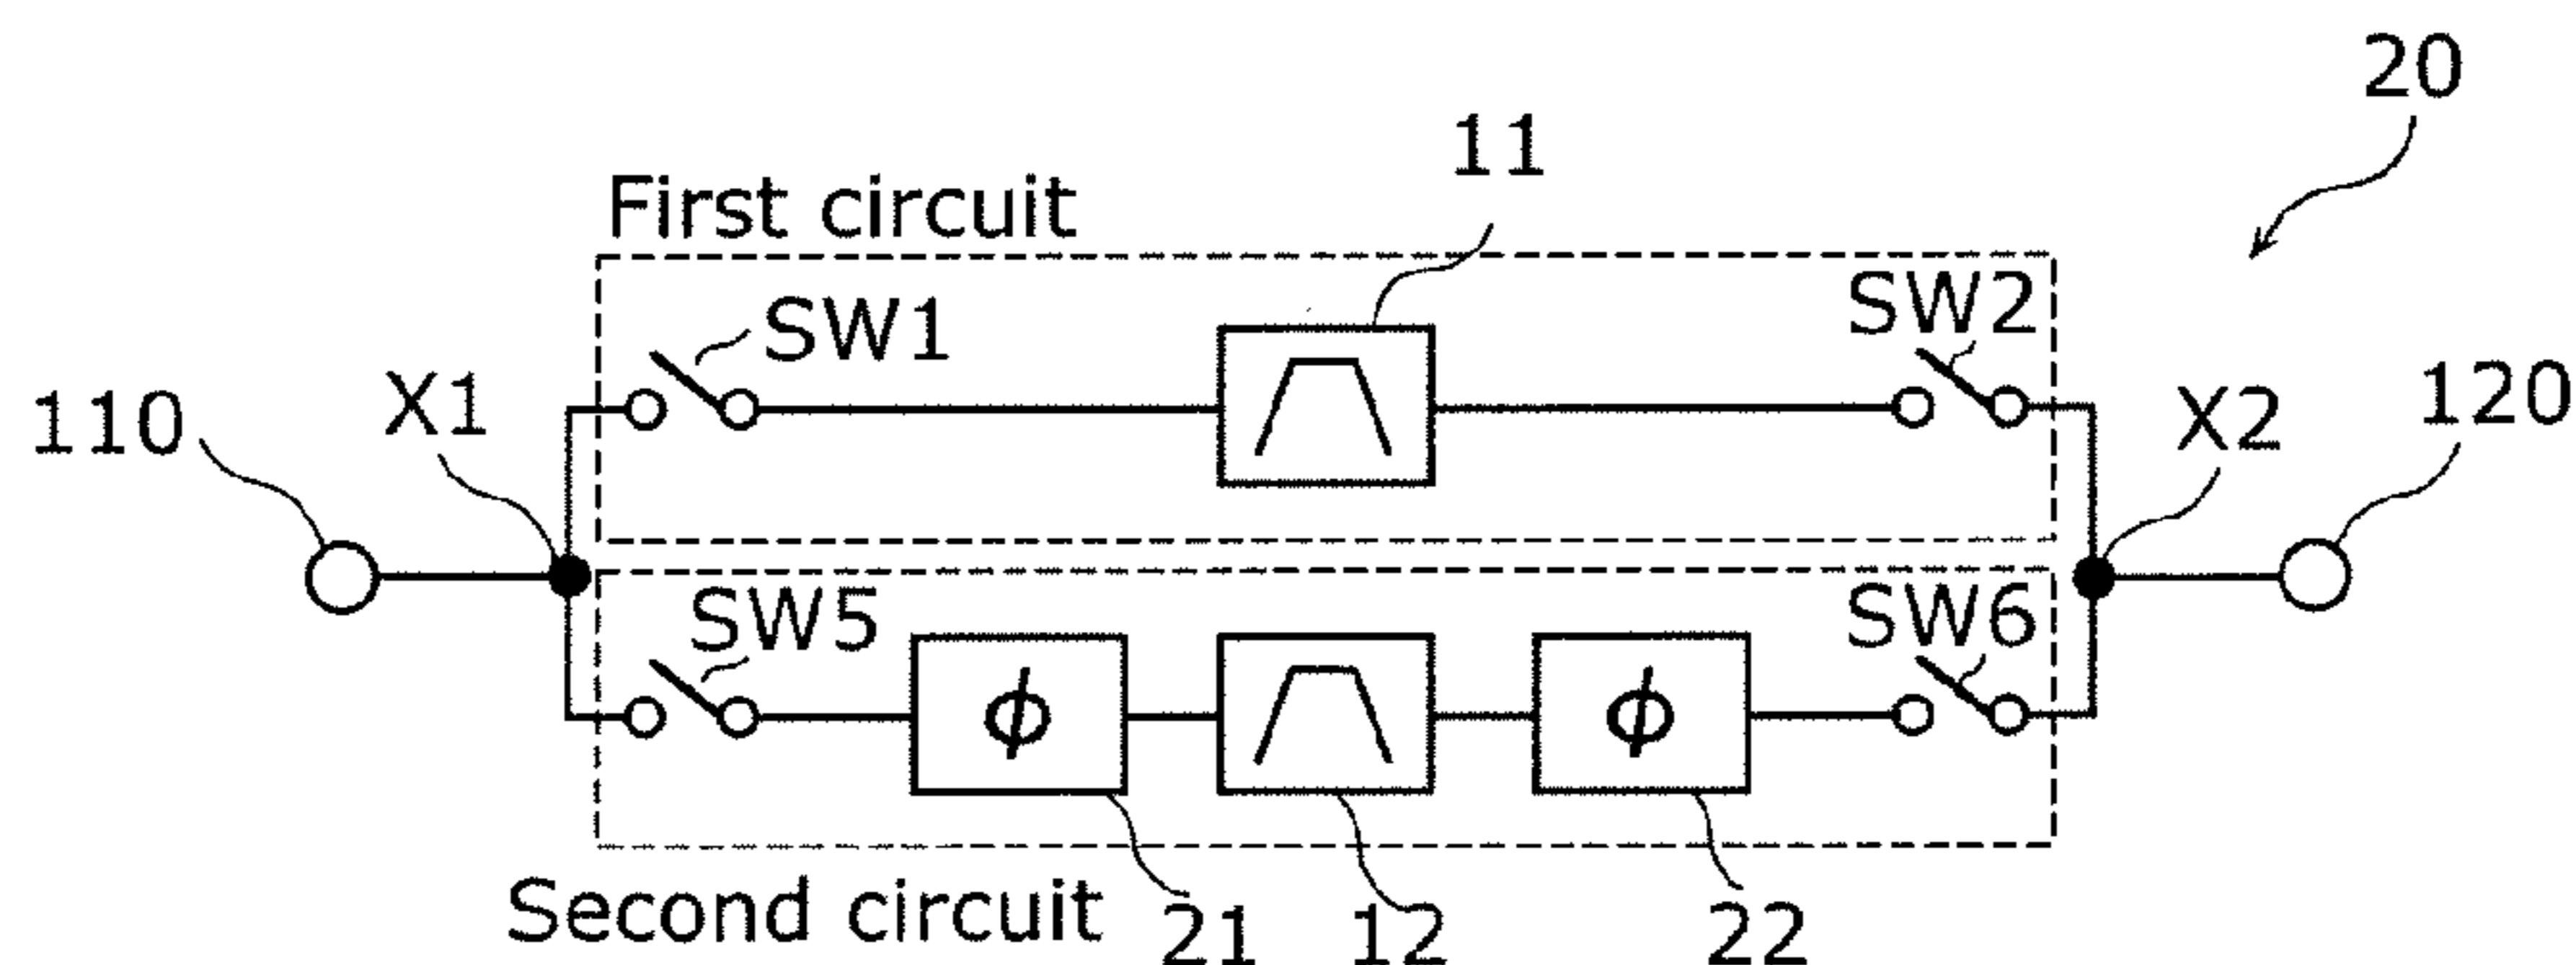 20
11
First circuit
SW1
SW2
110
X1
X2
120
SW5
SW6
ϕ
ϕ
Second circuit
21
12
22